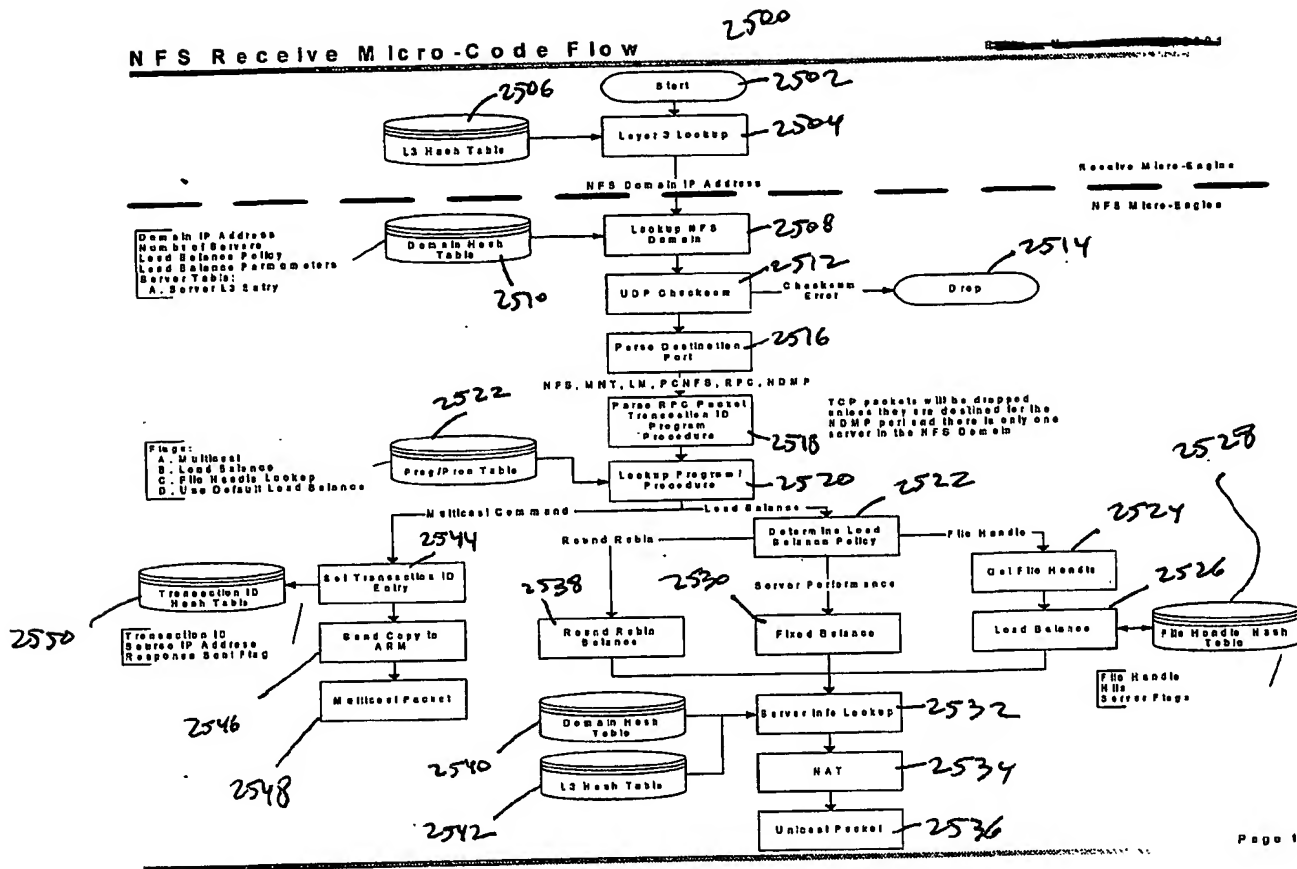 2500
NFS Receive Micro-Code Flow
Start
2502
2506
L3 Hash Table
Layer 3 Lookup
2504
Receive Micro-Engine
NFS Domain IP Address
NFS Micro-Engine
Domain IP Address
Number of Servers
Load Balance Policy
Load Balance Parmameters
Server Table:
A. Server L3 Entry
Domain Hash
Table
2510
Lookup NFS
Domain
2508
UDP Checksum
2512
Checksum
Error
Drop
2514
Parse Destination
Port
2516
NFS, MNT, LM, PCNFS, RPC, NDMP
Parse RPC Packet
Transaction ID
Program
Procedure
2518
TCP packets will be dropped
unless they are destined for the
NDMP port and there is only one
server in the NFS Domain
2522
Flags:
A. Multicast
B. Load Balance
C. File Handle Lookup
D. Use Default Load Balance
Prog/Pron Table
Lookup Program/
Procedure
2520
2528
Multicast Command
Load Balance
2522
Determine Load
Balance Policy
Round Robin
File Handle
2524
Get File Handle
2544
Set Transaction ID
Entry
Transaction ID
Hash Table
2550
Server Performance
2538
2530
2526
Transaction ID
Source IP Address
Response Sent Flag
Send Copy to
ARM
Round Robin
Balance
Fixed Balance
Load Balance
File Handle Hash
Table
2546
Multicast Packet
2548
File Handle
Hits
Server Flags
Domain Hash
Table
2540
Server Info Lookup
2532
L3 Hash Table
2542
NAT
2534
Unicast Packet
2536
Page 1